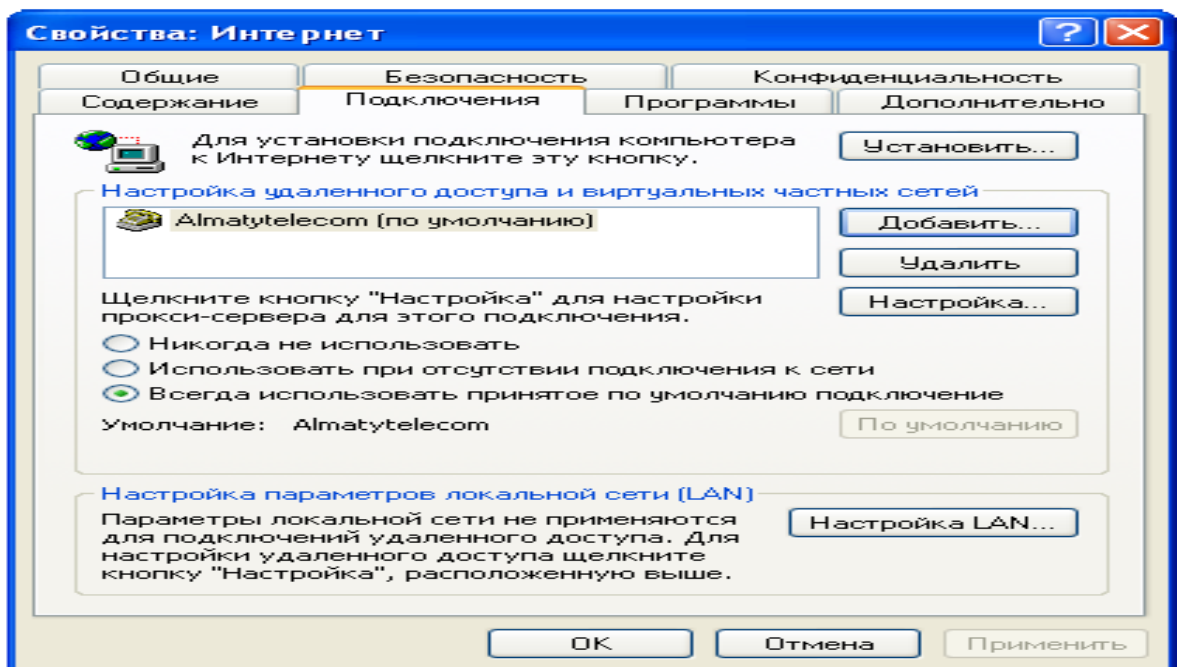 Свойства: Интернет
Общие
Безопасность
Конфиденциальность
Содержание
Подключения
Программы
Дополнительно
Для установки подключения компьютера
к Интернету щелкните эту кнопку.
Установить...
Настройка удаленного доступа и виртуальных частных сетей
Almatytelecom (по умолчанию)
Добавить...
Удалить
Щелкните кнопку "Настройка" для настройки
прокси-сервера для этого подключения.
Настройка...
Никогда не использовать
Использовать при отсутствии подключения к сети
Всегда использовать принятое по умолчанию подключение
Умолчание: Almatytelecom
По умолчанию
Настройка параметров локальной сети (LAN)
Параметры локальной сети не применяются
для подключений удаленного доступа. Для
настройки удаленного доступа щелкните
кнопку "Настройка", расположенную выше.
Настройка LAN...
OK
Отмена
Применить